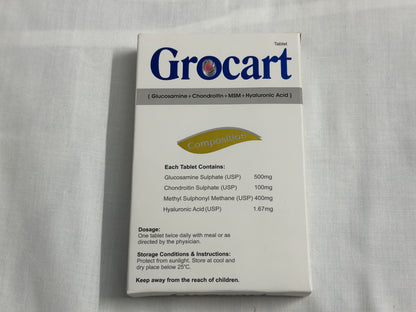 Tablet
Grocart
( Glucosamine+Chondroitin+MSM+Hyaluronic Acid )
Composition
Each Tablet Contains:
Glucosamine Sulphate (USP) 500mg
Chondroitin Sulphate (USP) 100mg
Methyl Sulphonyl Methane (USP) 400mg
Hyaluronic Acid (USP) 1.67mg
Dosage:
One tablet twice daily with meal or as
directed by the physician.
Storage Conditions & Instructions:
Protect from sunlight. Store at cool and
dry place below 25°C.
Keep away from the reach of children.